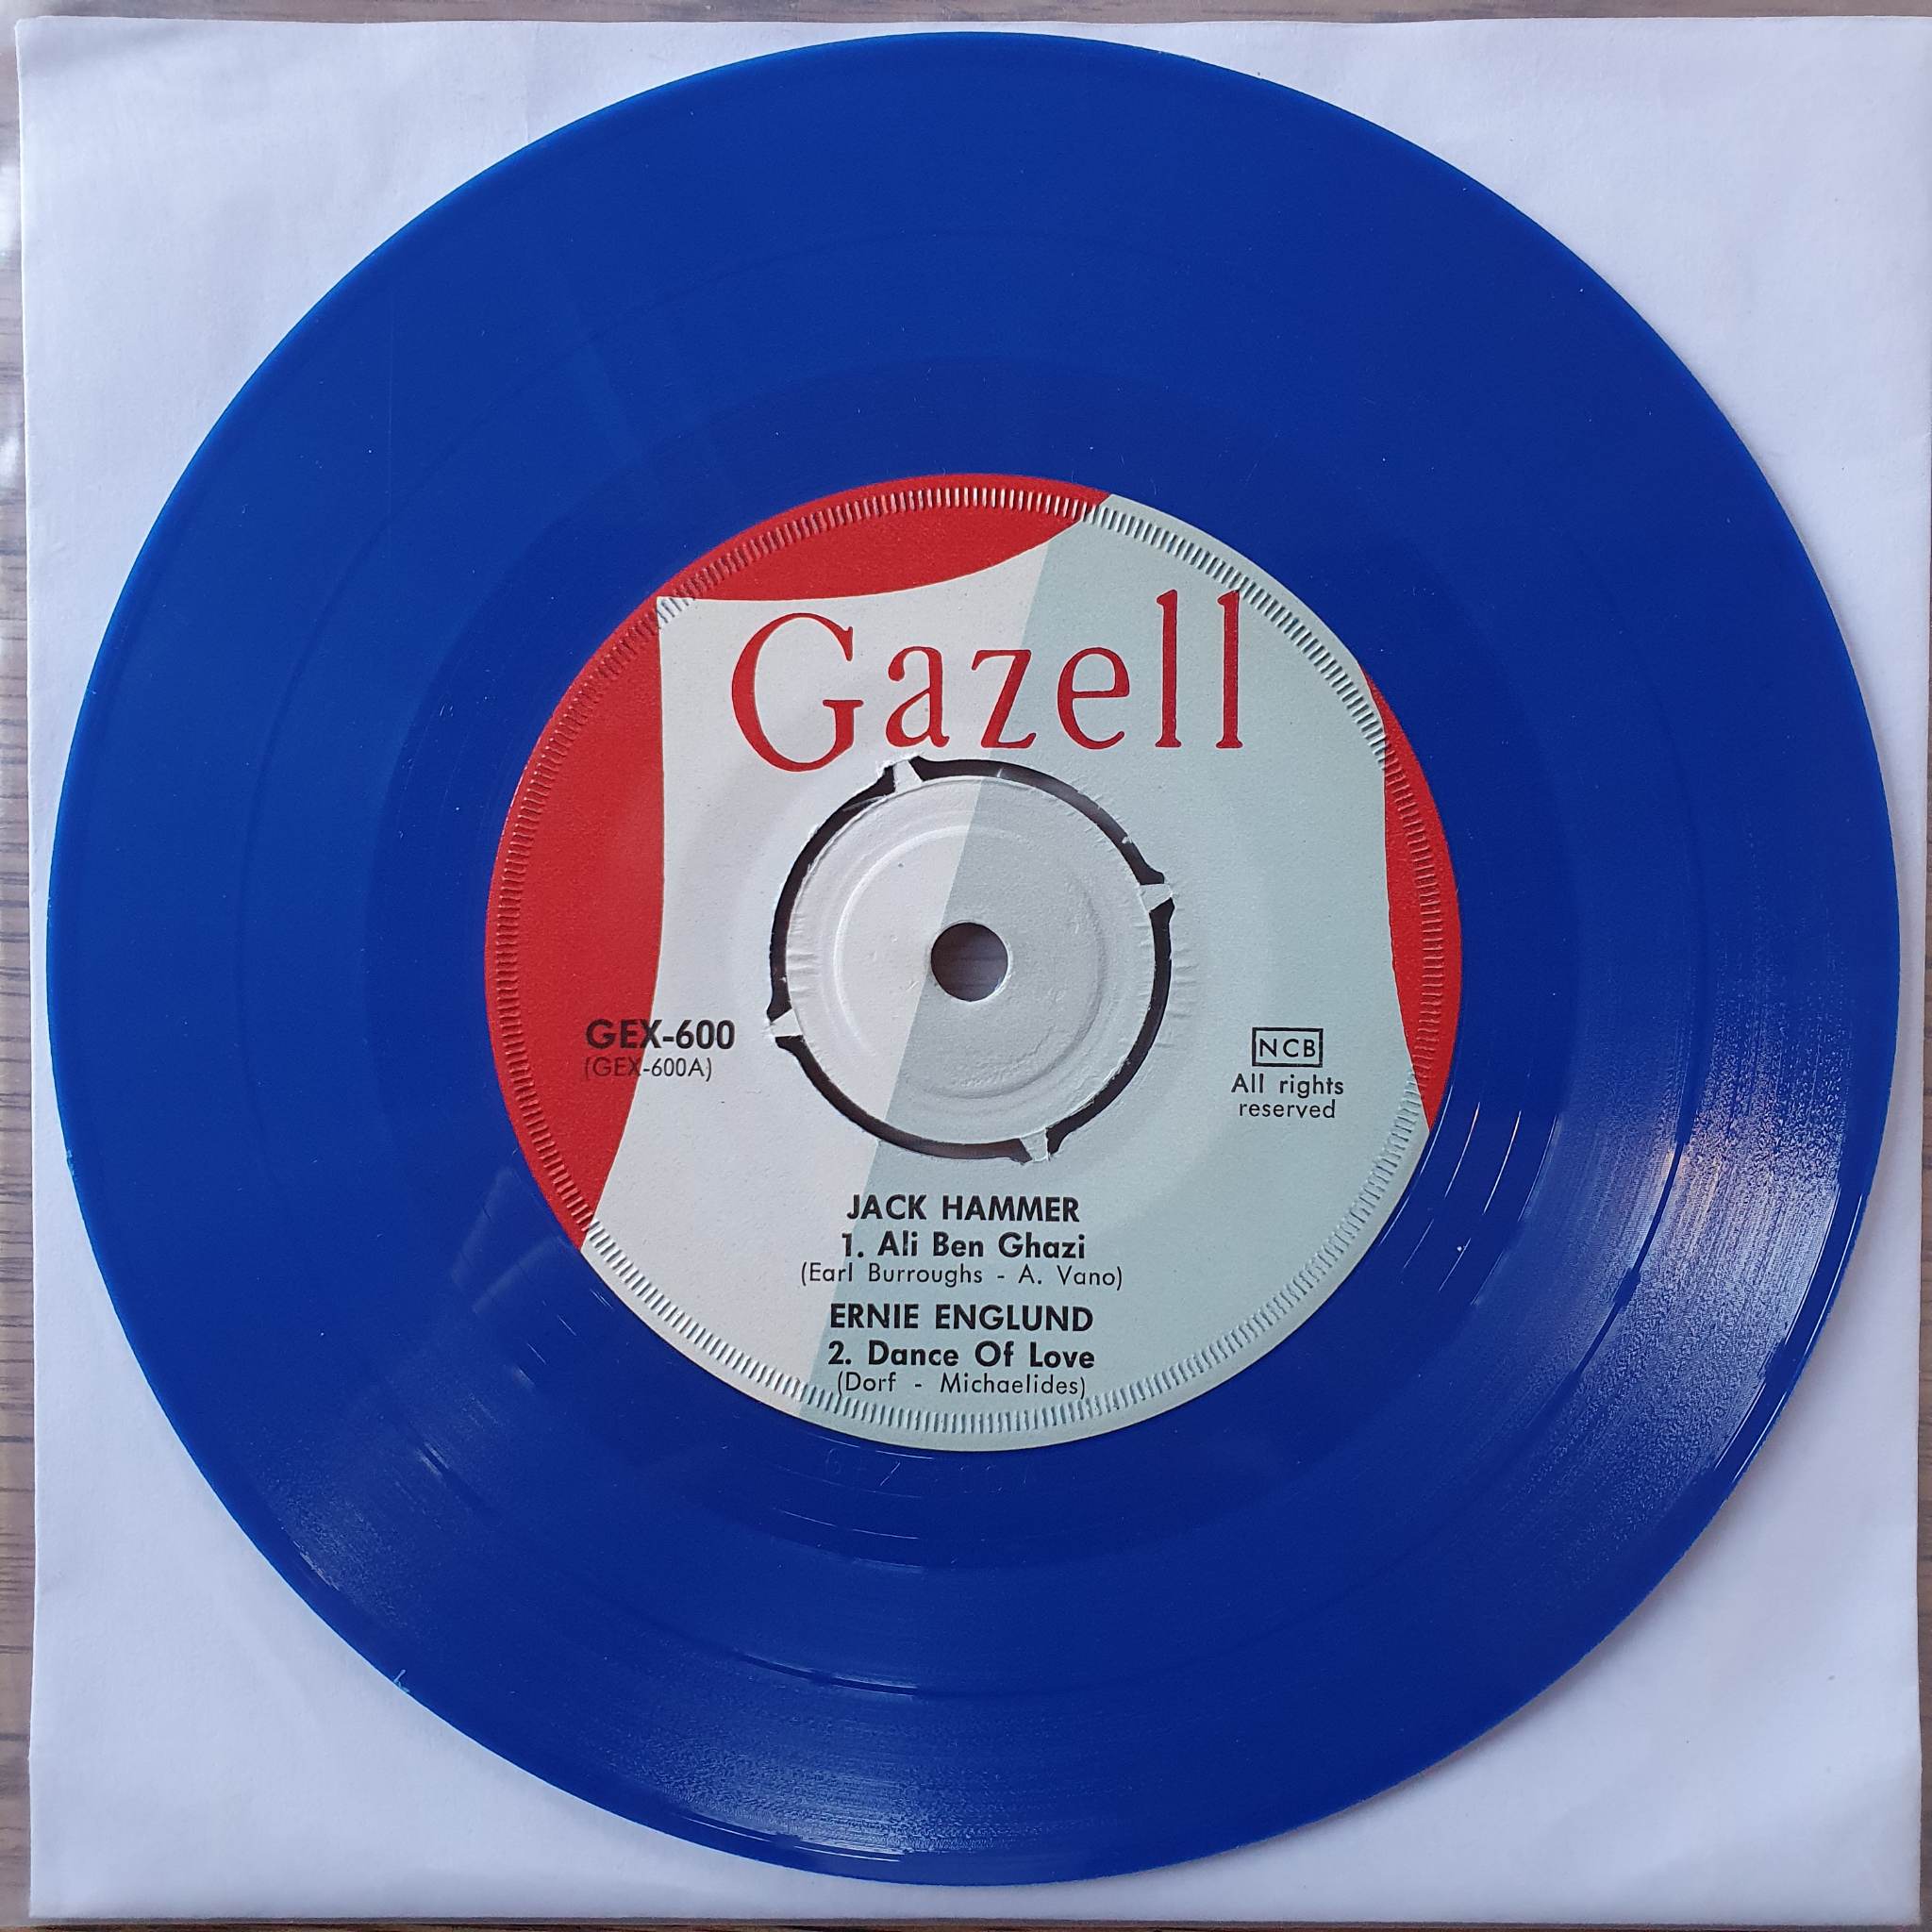 Gazell
GEX-600
(GEX-600A)
NCB
All rights
reserved
JACK HAMMER
1. Ali Ben Ghazi
(Earl Burroughs - A. Vano)
ERNIE ENGLUND
2. Dance Of Love
(Dorf - Michaelides)